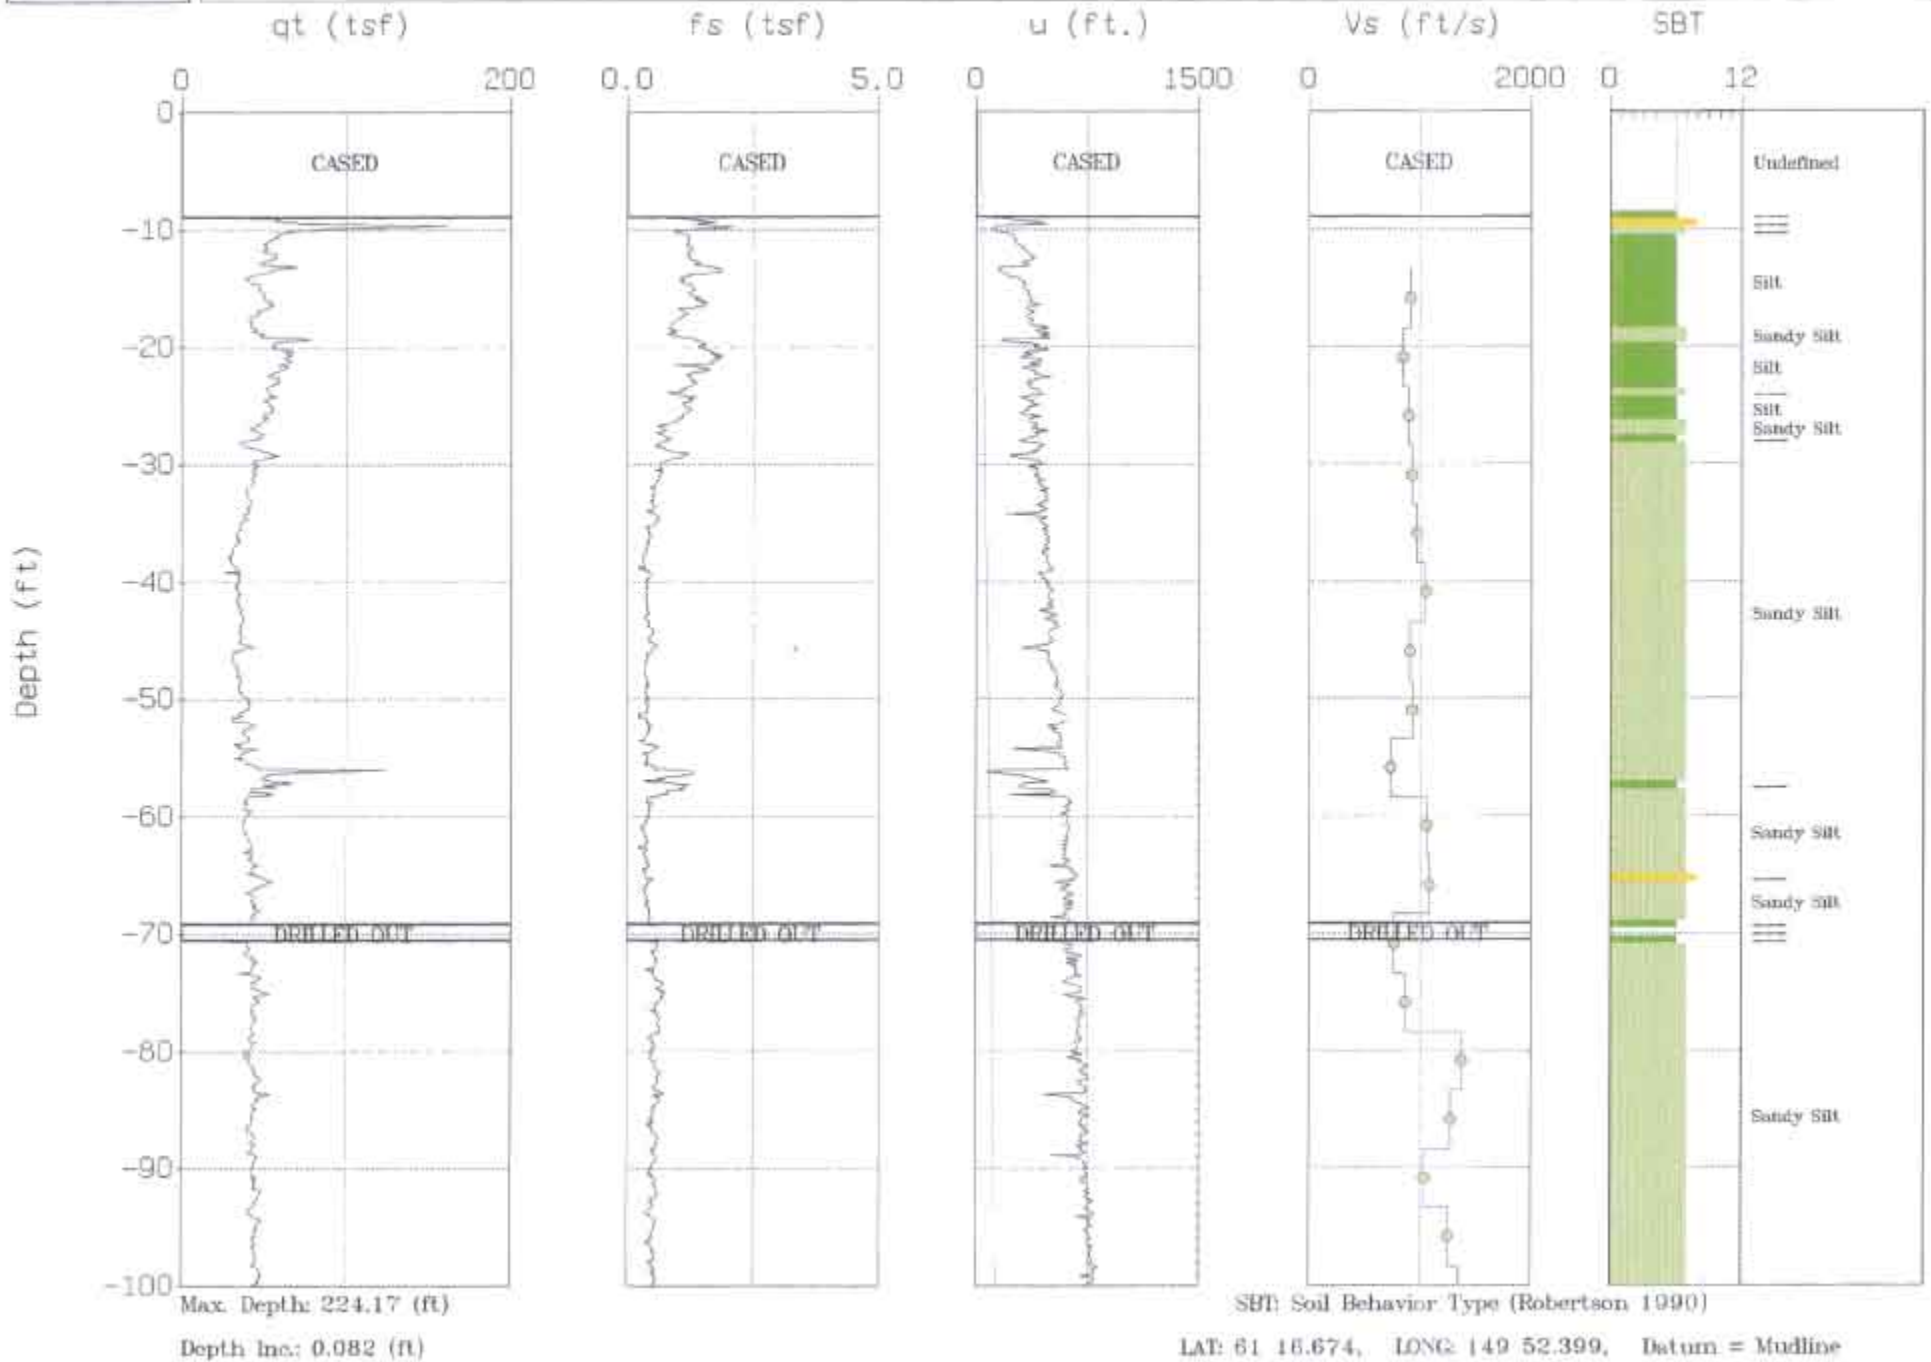 qt (tsf) fs (tsf) u (ft.) Vs (ft/s) SBT
0 200 0.0 5.0 0 1500 0 2000 0 12
0
CASED CASED CASED CASED Undefined
-10
Silt
-20 Sandy Silt
Silt
Silt
Sandy Silt
-30
Depth (ft)
-40
Sandy Silt
-50
-60
Sandy Silt
Sandy Silt
-70 DRILLED OUT DRILLED OUT DRILLED OUT DRILLED OUT
-80
Sandy Silt
-90
-100
Max. Depth: 224.17 (ft) SBT: Soil Behavior Type (Robertson 1990)
Depth Inc.: 0.082 (ft) LAT: 61 16.674, LONG: 149 52.399, Datum = Mudline